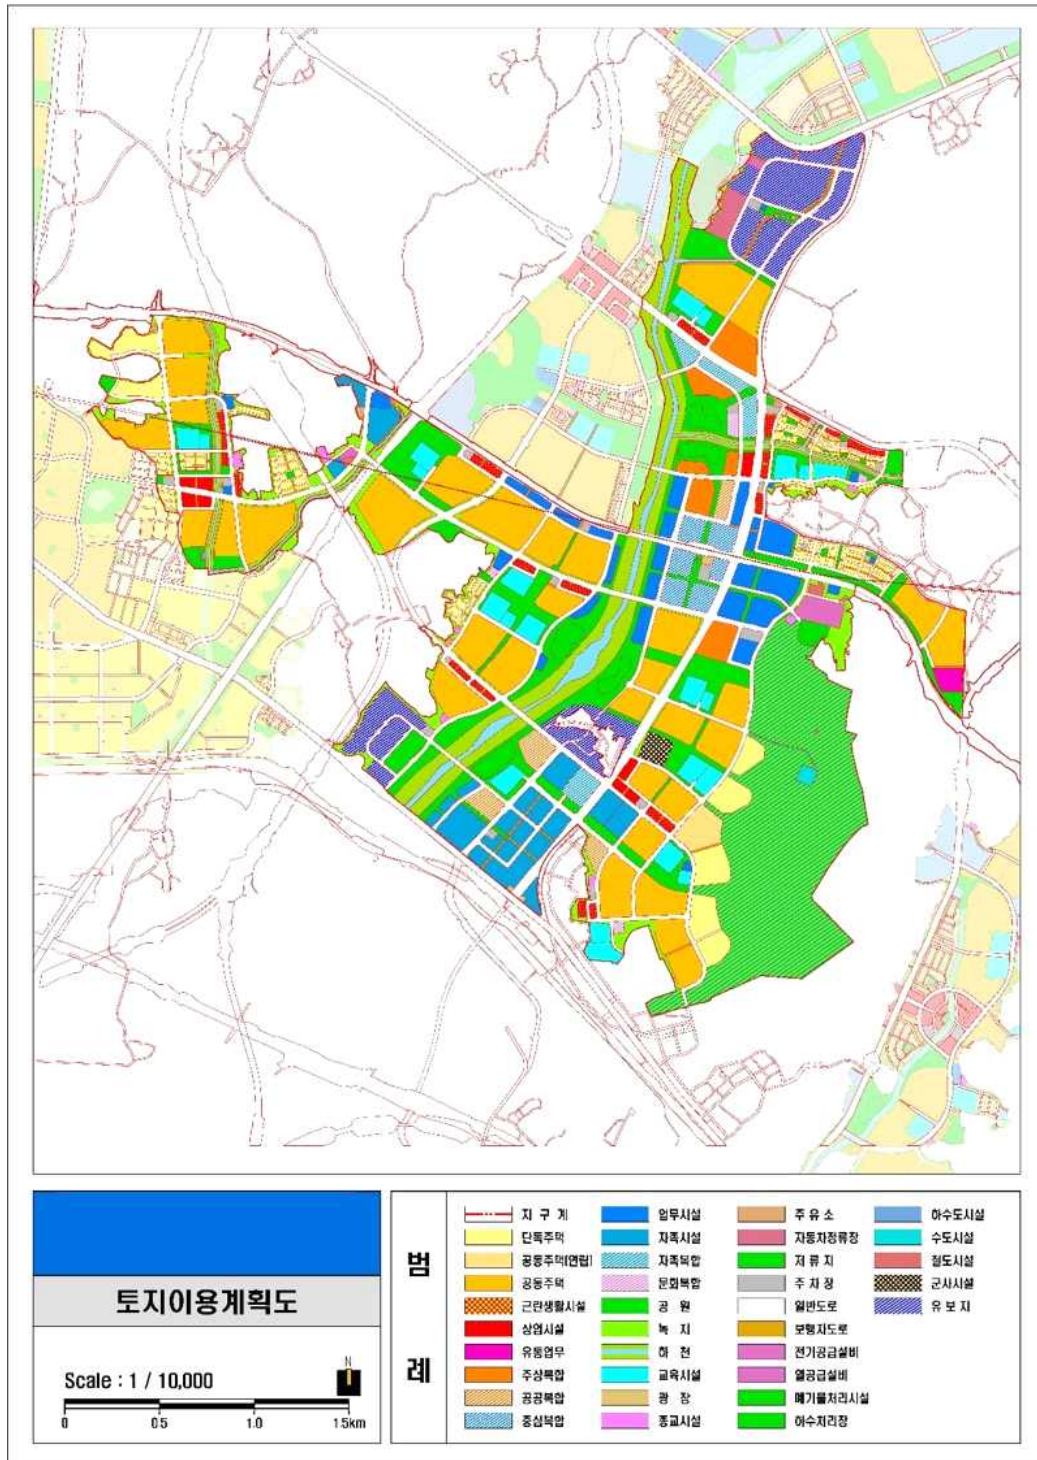 토지이용계획도
Scale : 1 / 10,000
N
0 0.5 1.0 1.5km
범
례
지 구 계
단독주택
공동주택(연립)
공동주택
근린생활시설
상업시설
유통업무
주상복합
공공복합
중심복합
업무시설
자족시설
자족복합
문화복합
공 원
녹 지
하 천
교육시설
광 장
종교시설
주 유 소
자동차정류장
저 류 지
주 차 장
일반도로
보행자도로
전기공급설비
열공급설비
폐기물처리시설
하수처리장
하수도시설
수도시설
철도시설
군사시설
유 보 지